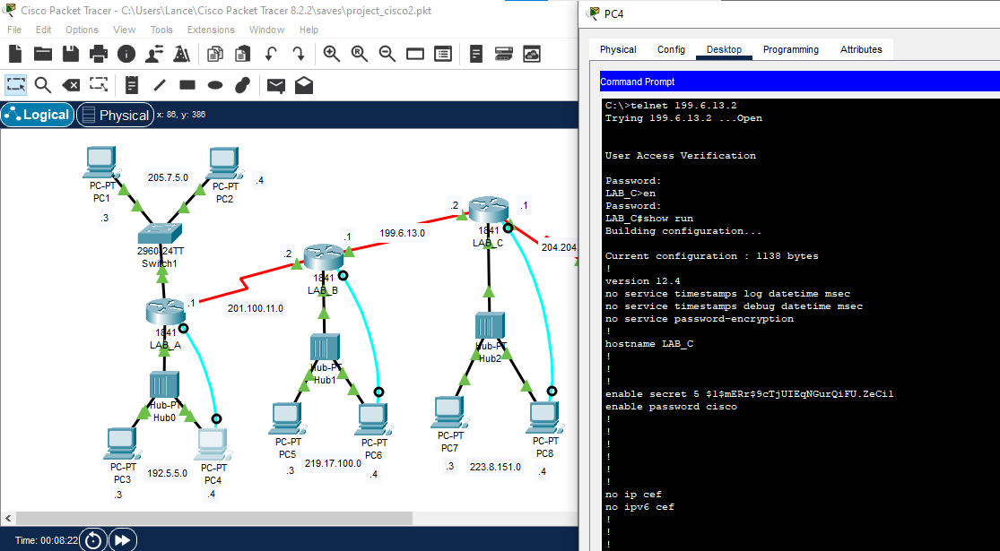 Cisco Packet Tracer - C:\Users\Lance\Cisco Packet Tracer 8.2.2\saves\project_cisco2.pkt
File Edit Options View Tools Extensions Window Help
Logical
Physical
x: 86, y: 386
PC-PT
PC1
.3
205.7.5.0
PC-PT
PC2
.4
2960-24TT
Switch1
.1
1841
LAB_A
201.100.11.0
Hub-PT
Hub0
PC-PT
PC3
.3
192.5.5.0
PC-PT
PC4
.4
.2
.1
1841
LAB_B
199.6.13.0
Hub-PT
Hub1
PC-PT
PC5
.3
219.17.100.0
PC-PT
PC6
.4
.2
.1
1841
LAB_C
204.204.
Hub-PT
Hub2
PC-PT
PC7
.3
223.8.151.0
PC-PT
PC8
.4
Time: 00:08:22
PC4
Physical Config Desktop Programming Attributes
Command Prompt
C:\>telnet 199.6.13.2
Trying 199.6.13.2 ...Open
User Access Verification
Password:
LAB_C>en
Password:
LAB_C#show run
Building configuration...
Current configuration : 1138 bytes
!
version 12.4
no service timestamps log datetime msec
no service timestamps debug datetime msec
no service password-encryption
!
hostname LAB_C
!
!
!
enable secret 5 $1$mERr$9cTjUIEqNGurQiFU.ZeCi1
enable password cisco
!
!
!
!
!
!
no ip cef
no ipv6 cef
!
!
!